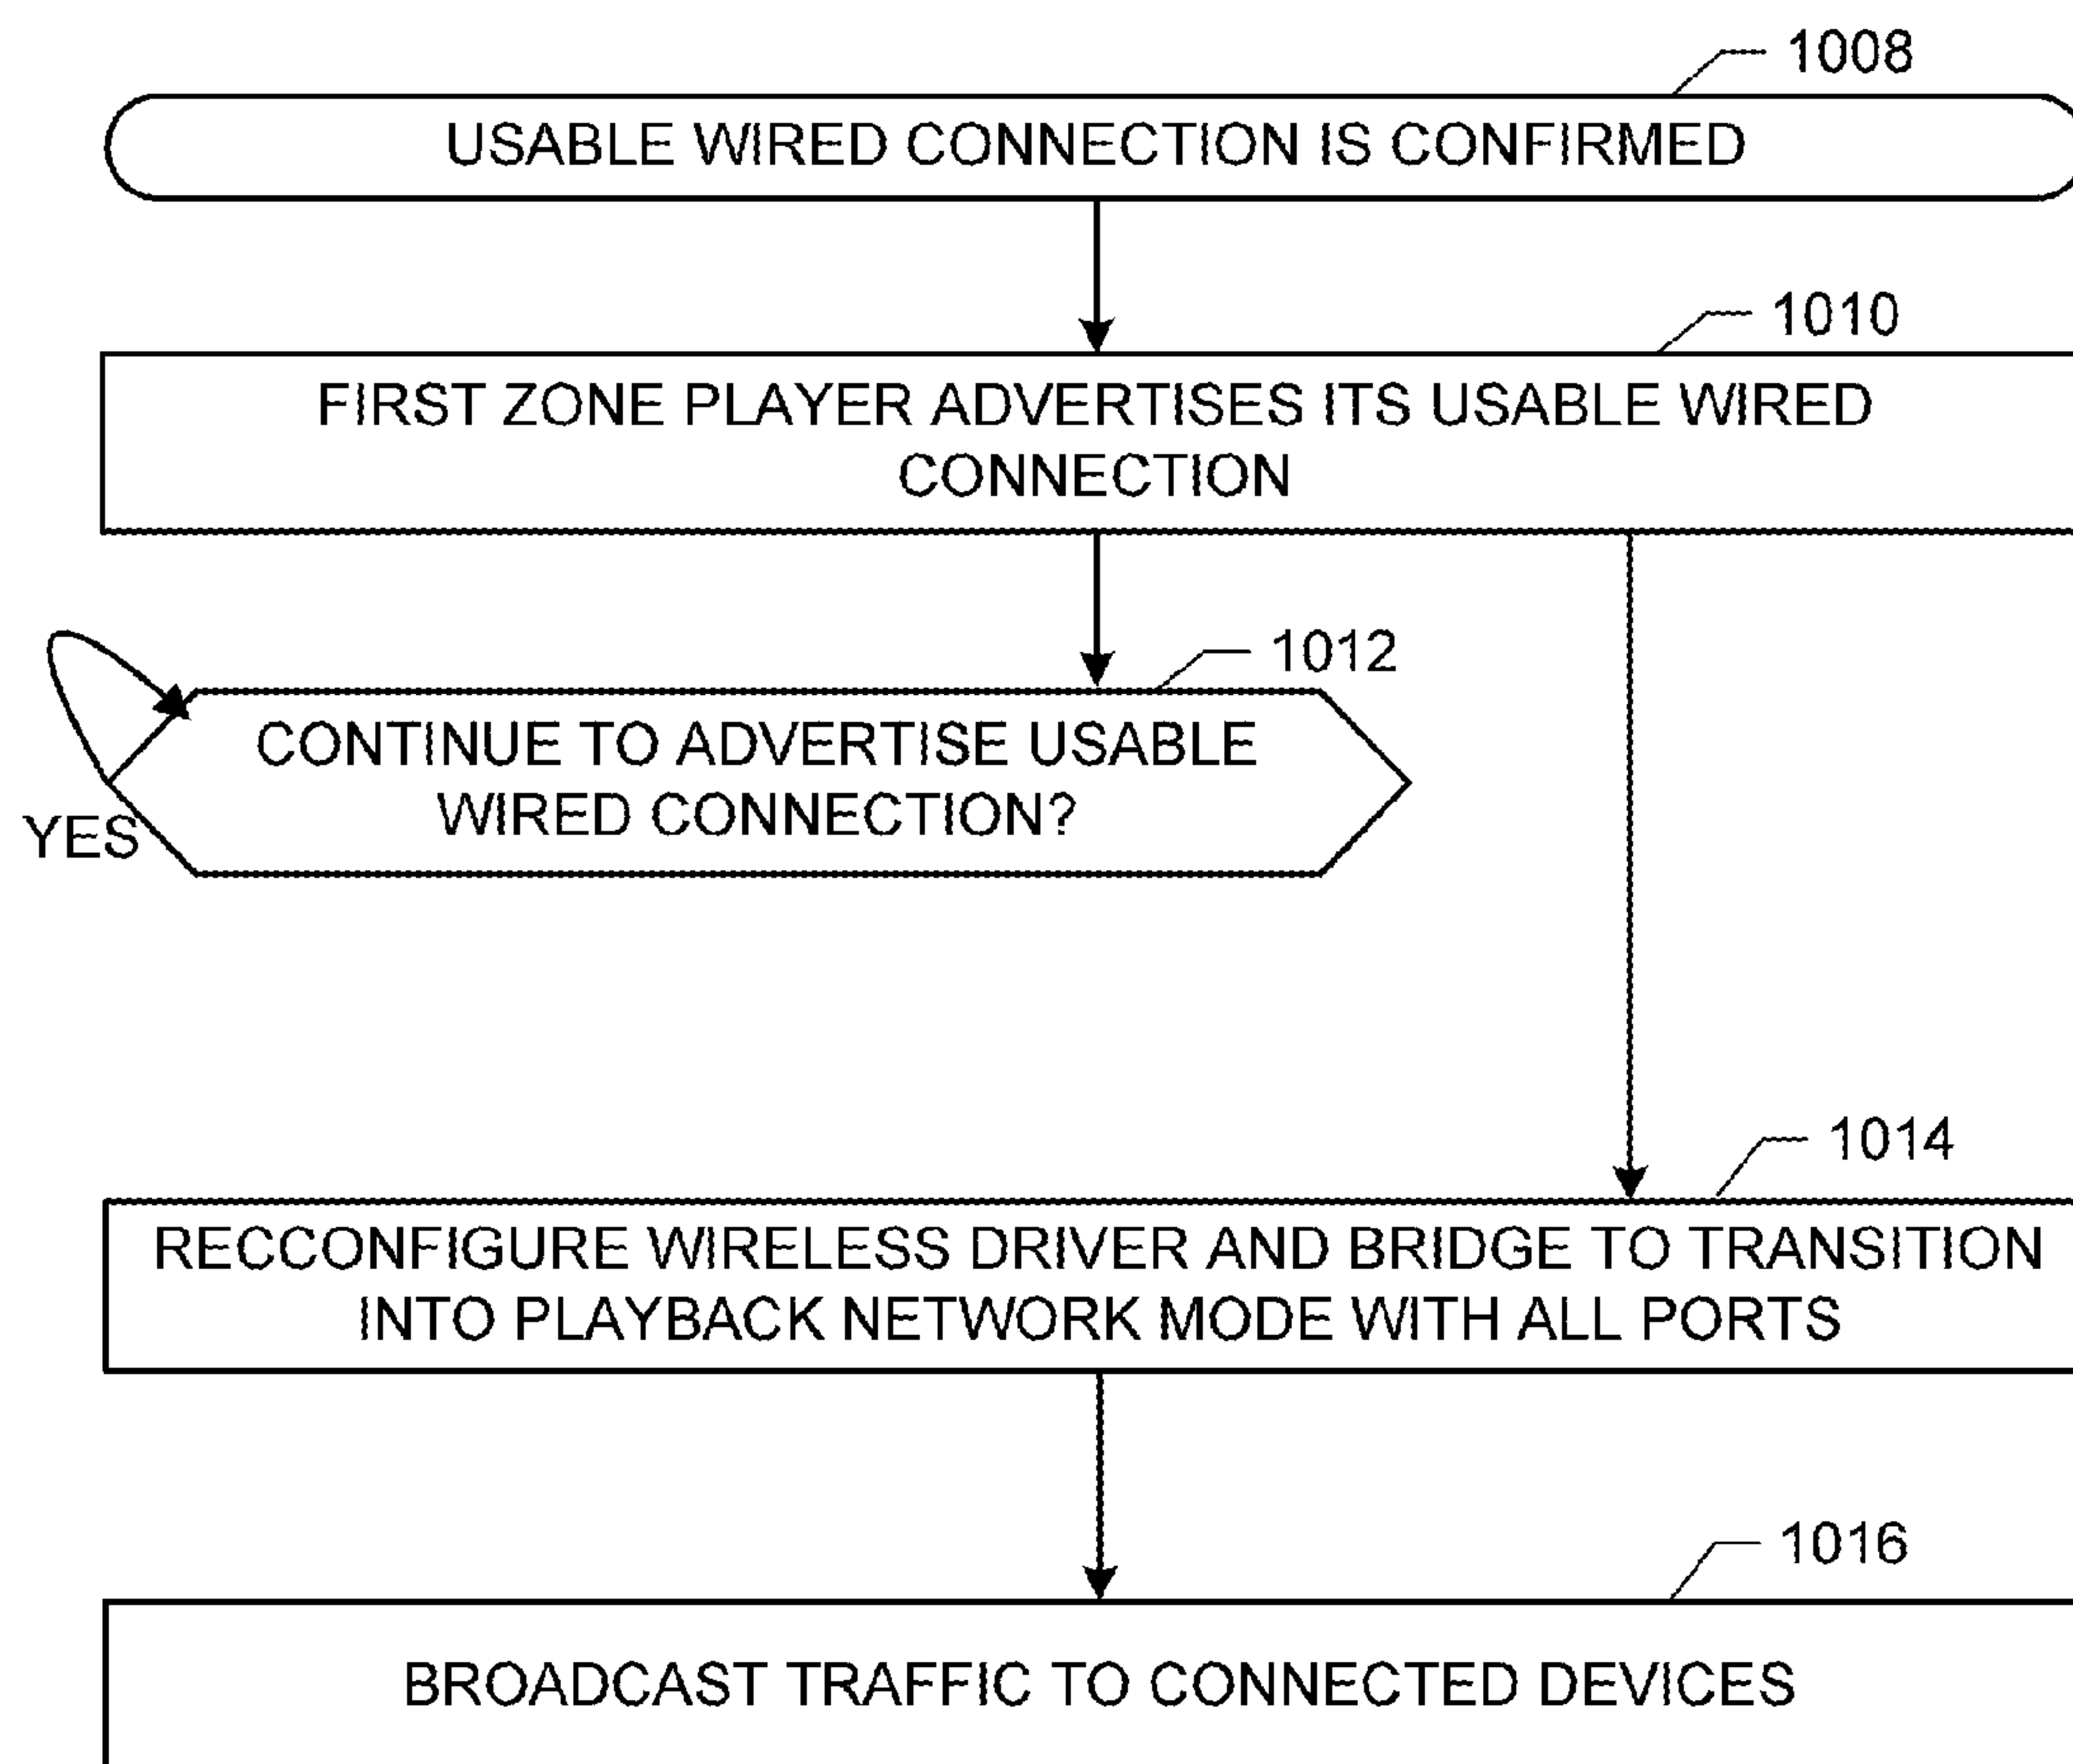 1008
USABLE WIRED CONNECTION IS CONFIRMED
1010
FIRST ZONE PLAYER ADVERTISES ITS USABLE WIRED
CONNECTION
1012
CONTINUE TO ADVERTISE USABLE
WIRED CONNECTION?
YES
1014
RECCONFIGURE WIRELESS DRIVER AND BRIDGE TO TRANSITION
INTO PLAYBACK NETWORK MODE WITH ALL PORTS
1016
BROADCAST TRAFFIC TO CONNECTED DEVICES